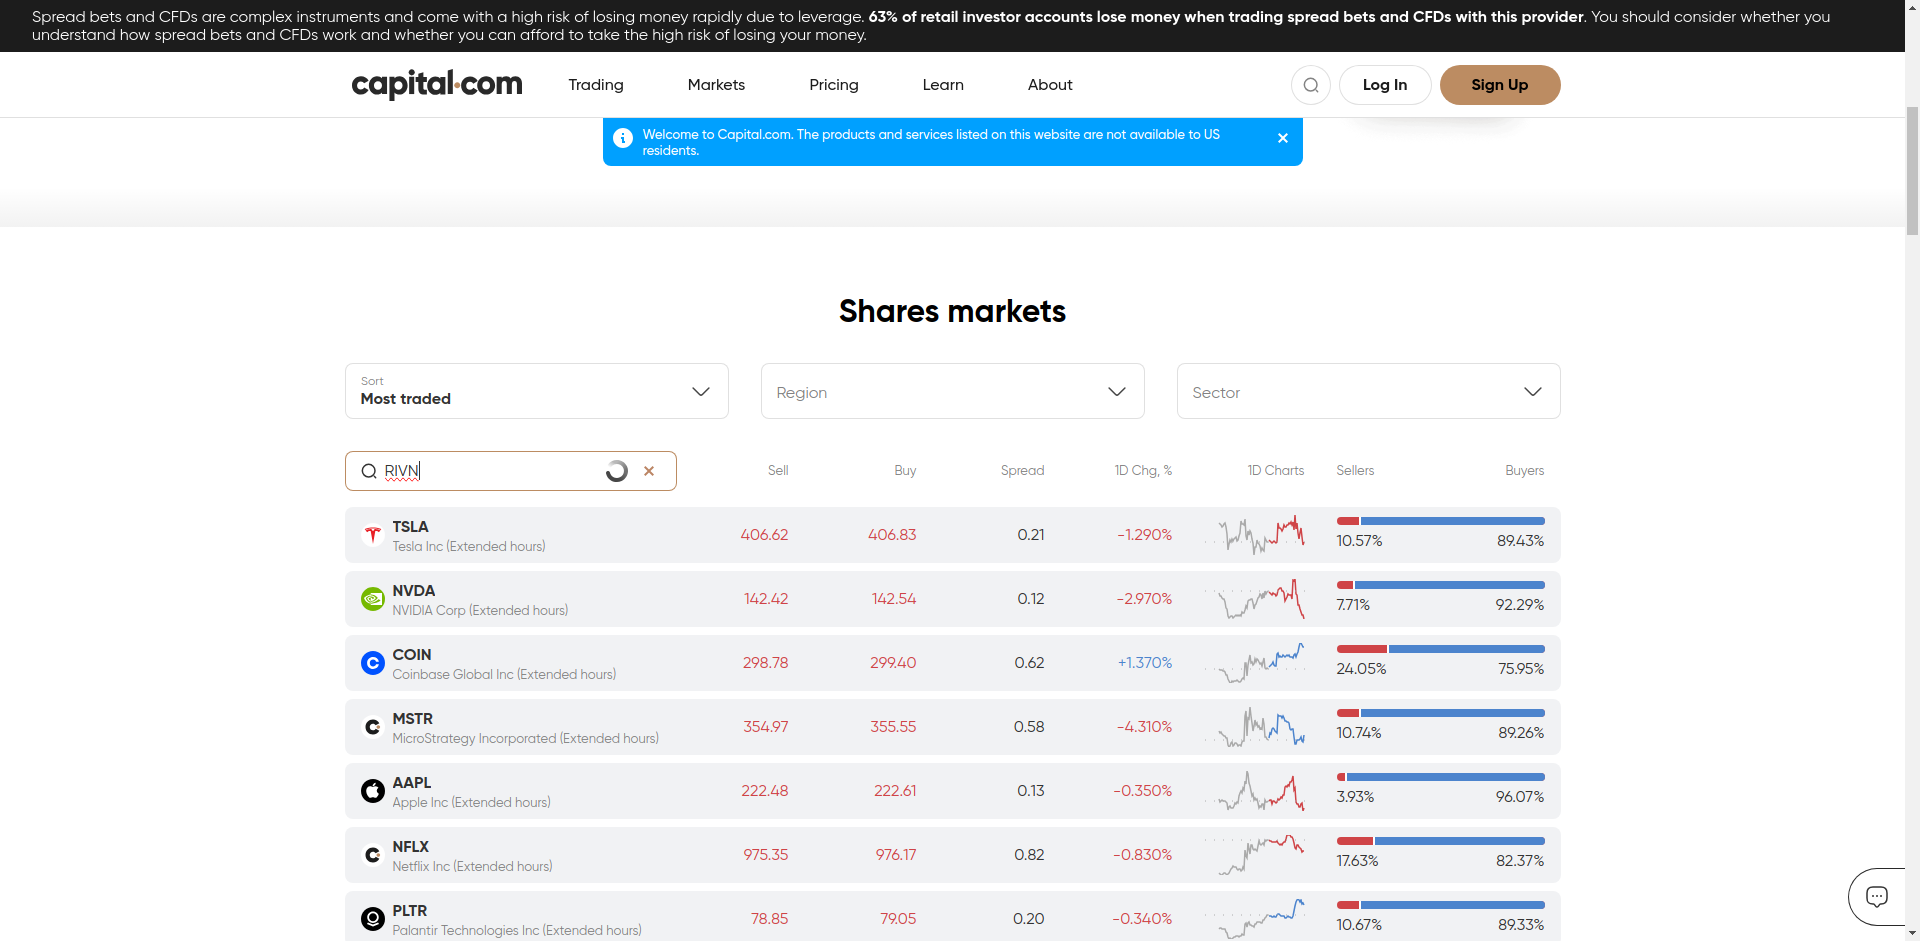 Spread bets and CFDs are complex instruments and come with a high risk of losing money rapidly due to leverage. 63% of retail investor accounts lose money when trading spread bets and CFDs with this provider. You should consider whether you
understand how spread bets and CFDs work and whether you can afford to take the high risk of losing your money.
capital.com Trading Markets Pricing Learn About Log In Sign Up
Welcome to Capital.com. The products and services listed on this website are not available to US
residents.
Shares markets
Sort
Most traded
Region
Sector
RIVN Sell Buy Spread 1D Chg, % 1D Charts Sellers Buyers
TSLA
Tesla Inc (Extended hours)
406.62 406.83 0.21 -1.290% 10.57% 89.43%
NVDA
NVIDIA Corp (Extended hours)
142.42 142.54 0.12 -2.970% 7.71% 92.29%
COIN
Coinbase Global Inc (Extended hours)
298.78 299.40 0.62 +1.370% 24.05% 75.95%
MSTR
MicroStrategy Incorporated (Extended hours)
354.97 355.55 0.58 -4.310% 10.74% 89.26%
AAPL
Apple Inc (Extended hours)
222.48 222.61 0.13 -0.350% 3.93% 96.07%
NFLX
Netflix Inc (Extended hours)
975.35 976.17 0.82 -0.830% 17.63% 82.37%
PLTR
Palantir Technologies Inc (Extended hours)
78.85 79.05 0.20 -0.340% 10.67% 89.33%